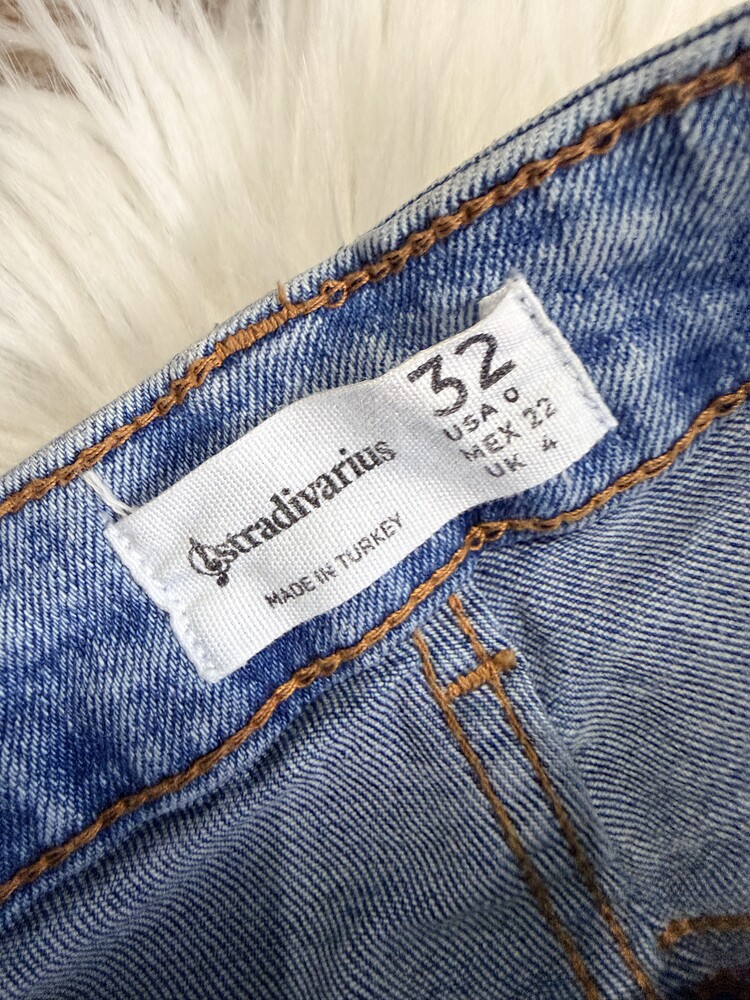 stradivarius
MADE IN TURKEY
32
USA 0
MEX 22
UK 4